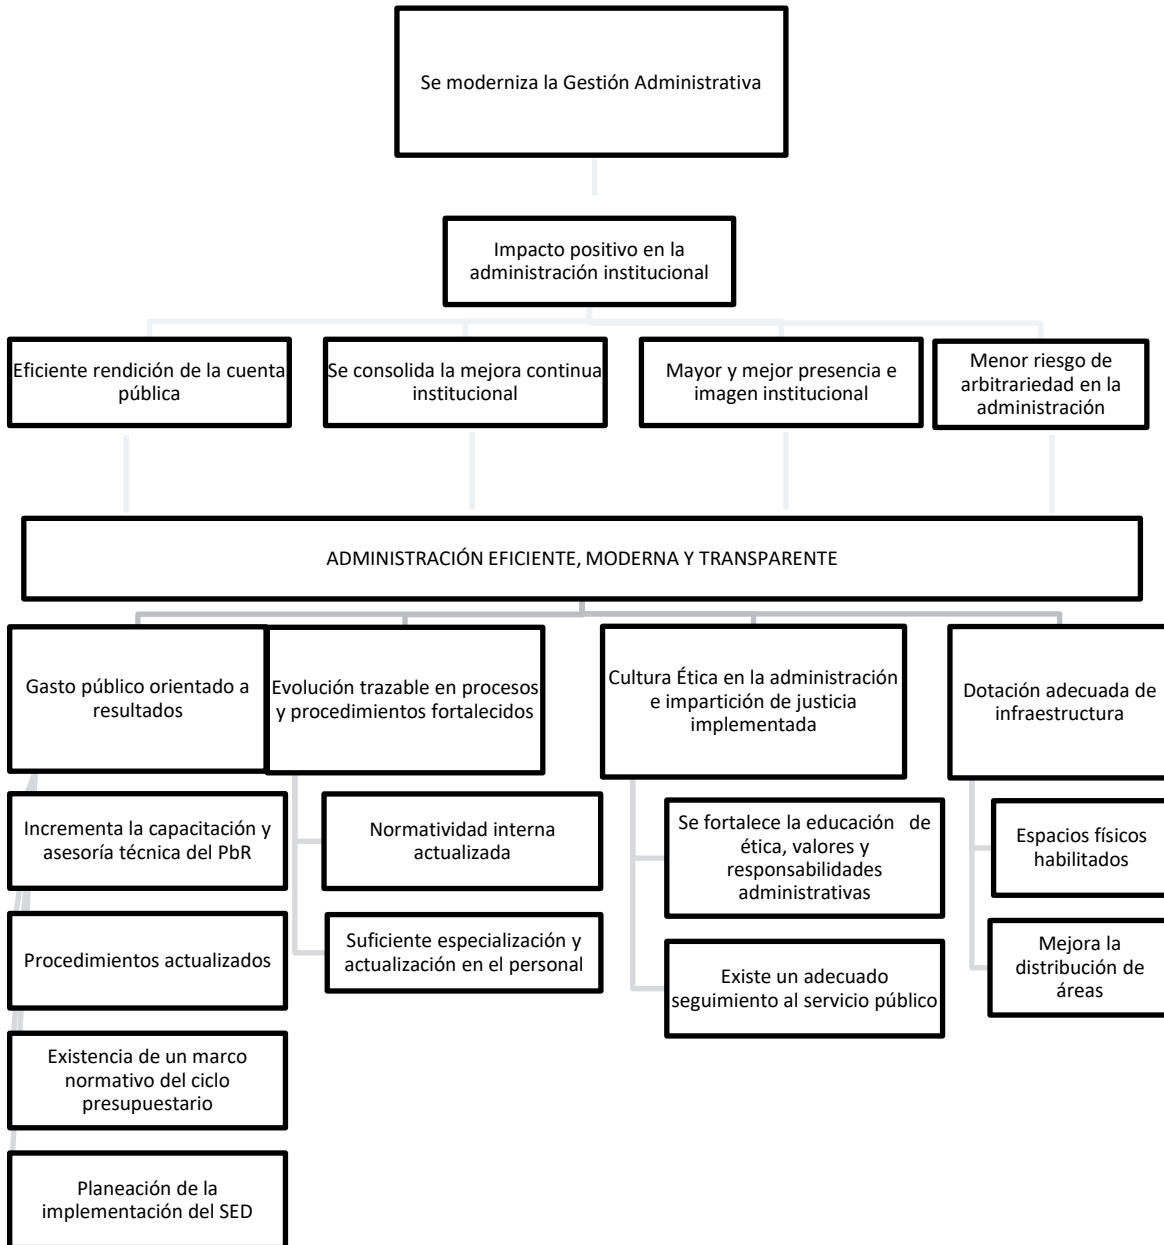 Se moderniza la Gestión Administrativa
Impacto positivo en la
administración institucional
Eficiente rendición de la cuenta
pública
Se consolida la mejora continua
institucional
Mayor y mejor presencia e
imagen institucional
Menor riesgo de
arbitrariedad en la
administración
ADMINISTRACIÓN EFICIENTE, MODERNA Y TRANSPARENTE
Gasto público orientado a
resultados
Evolución trazable en procesos
y procedimientos fortalecidos
Cultura Ética en la administración
e impartición de justicia
implementada
Dotación adecuada de
infraestructura
Incrementa la capacitación y
asesoría técnica del PbR
Procedimientos actualizados
Existencia de un marco
normativo del ciclo
presupuestario
Planeación de la
implementación del SED
Normatividad interna
actualizada
Suficiente especialización y
actualización en el personal
Se fortalece la educación de
ética, valores y
responsabilidades
administrativas
Existe un adecuado
seguimiento al servicio público
Espacios físicos
habilitados
Mejora la
distribución de
áreas